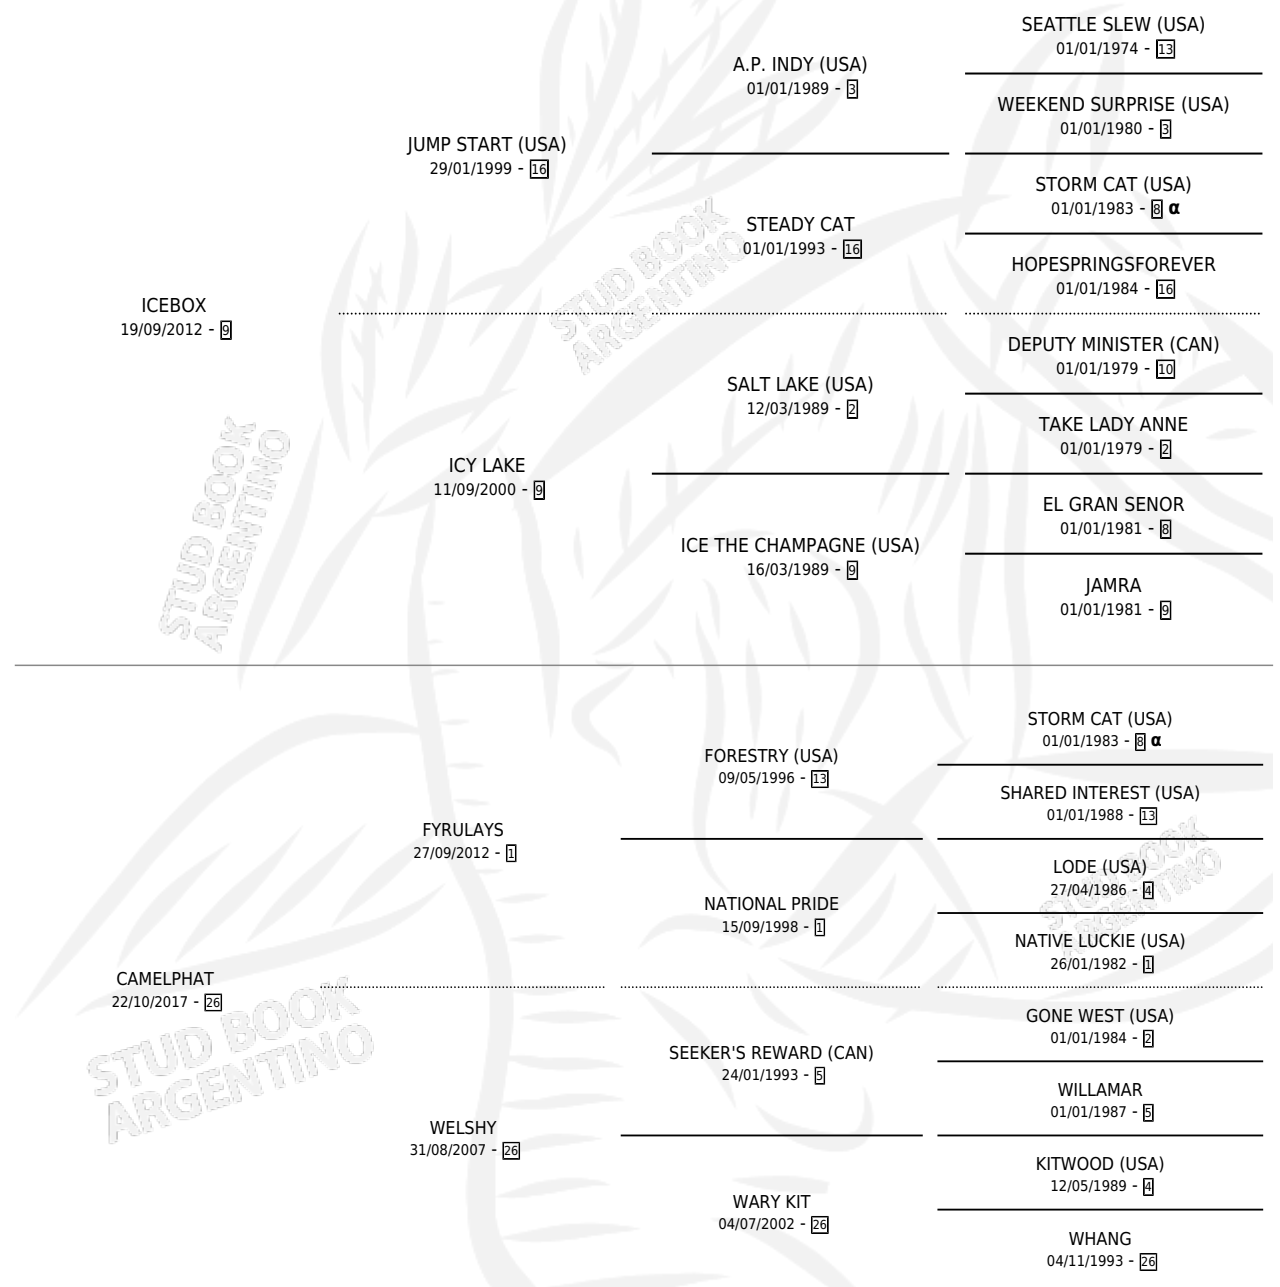 SEATTLE SLEW (USA)
01/01/1974 - 13
A.P. INDY (USA)
01/01/1989 - 3
WEEKEND SURPRISE (USA)
01/01/1980 - 3
JUMP START (USA)
29/01/1999 - 16
STORM CAT (USA)
01/01/1983 - 8 α
STEADY CAT
01/01/1993 - 16
HOPESPRINGSFOREVER
01/01/1984 - 16
STUD BOOK
ARGENTINO
ICEBOX
19/09/2012 - 9
DEPUTY MINISTER (CAN)
01/01/1979 - 10
SALT LAKE (USA)
12/03/1989 - 2
TAKE LADY ANNE
01/01/1979 - 2
ICY LAKE
11/09/2000 - 9
EL GRAN SENOR
01/01/1981 - 8
ICE THE CHAMPAGNE (USA)
16/03/1989 - 9
JAMRA
01/01/1981 - 9
STUD BOOK
ARGENTINO
STORM CAT (USA)
01/01/1983 - 8 α
FORESTRY (USA)
09/05/1996 - 13
SHARED INTEREST (USA)
01/01/1988 - 13
FYRULAYS
27/09/2012 - 1
LODE (USA)
27/04/1986 - 4
NATIONAL PRIDE
15/09/1998 - 1
NATIVE LUCKIE (USA)
26/01/1982 - 1
STUD BOOK
ARGENTINO
CAMELPHAT
22/10/2017 - 26
GONE WEST (USA)
01/01/1984 - 2
SEEKER'S REWARD (CAN)
24/01/1993 - 5
WILLAMAR
01/01/1987 - 5
WELSHY
31/08/2007 - 26
KITWOOD (USA)
12/05/1989 - 4
WARY KIT
04/07/2002 - 26
WHANG
04/11/1993 - 26
STUD BOOK
ARGENTINO